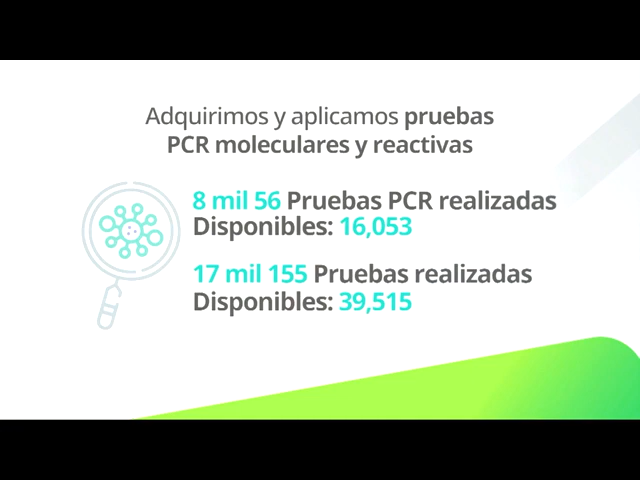 Adquirimos y aplicamos pruebas
PCR moleculares y reactivas
8 mil 56 Pruebas PCR realizadas
Disponibles: 16,053
17 mil 155 Pruebas realizadas
Disponibles: 39,515